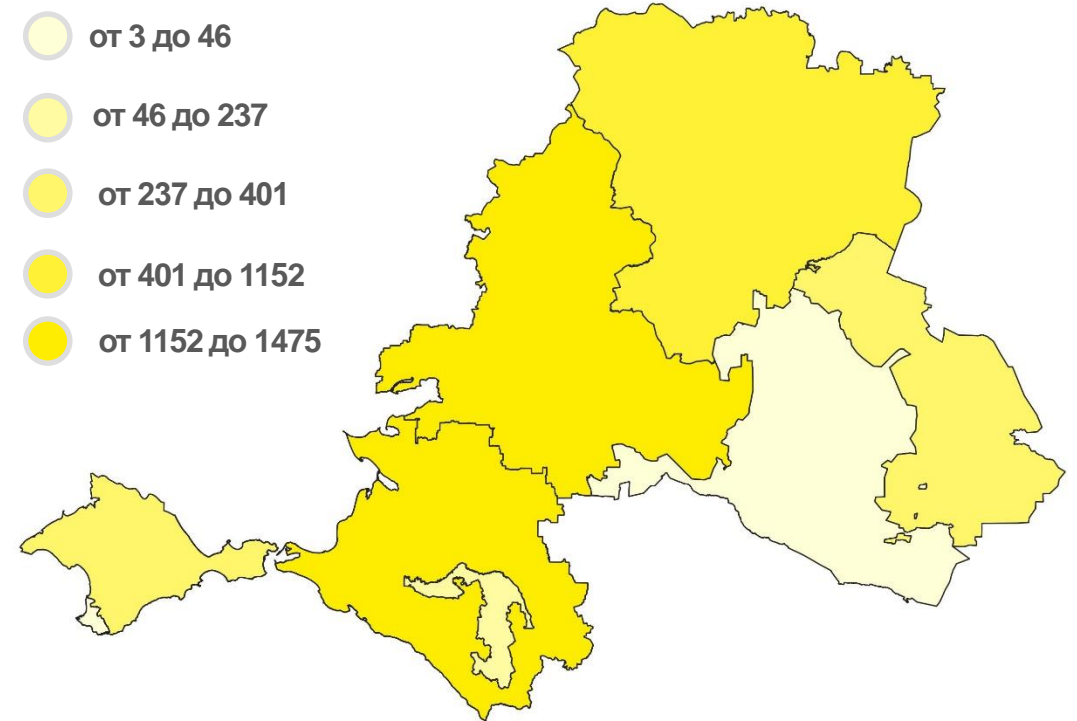 от 3 до 46
от 46 до 237
от 237 до 401
от 401 до 1152
от 1152 до 1475